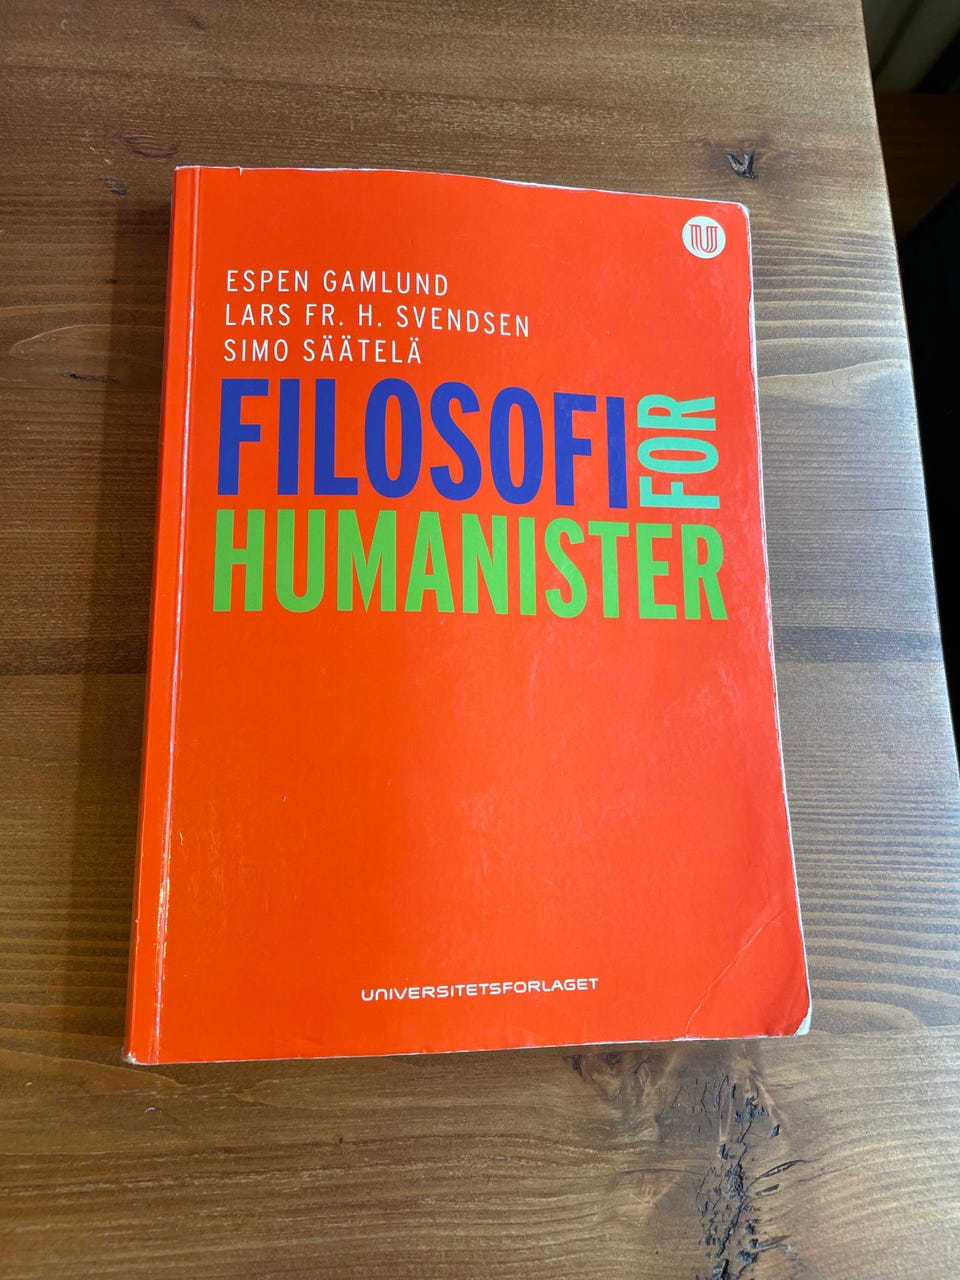 U
ESPEN GAMLUND
LARS FR. H. SVENDSEN
SIMO SÄÄTELÄ
FILOSOFI FOR
HUMANISTER
UNIVERSITETSFORLAGET